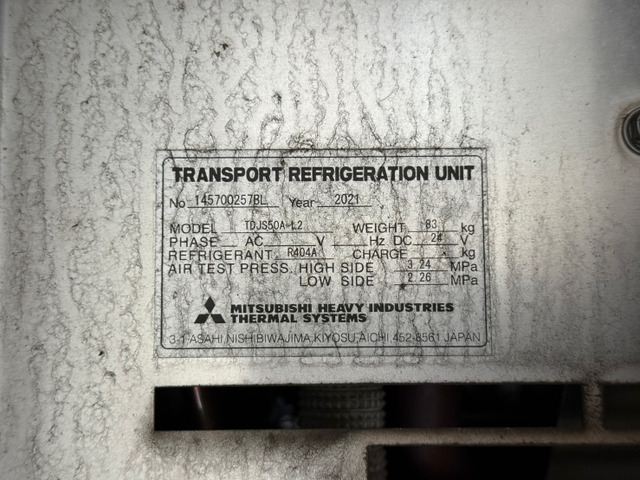 TRANSPORT REFRIGERATION UNIT
No 145700257BL Year 2021
MODEL TDJS50A-L2 WEIGHT 83 kg
PHASE AC V Hz DC 24 V
REFRIGERANT R404A CHARGE kg
AIR TEST PRESS. HIGH SIDE 3.24 MPa
LOW SIDE 2.26 MPa
MITSUBISHI HEAVY INDUSTRIES
THERMAL SYSTEMS
3-1-ASAHI,NISHIBIWAJIMA,KIYOSU,AICHI,452-8561 JAPAN